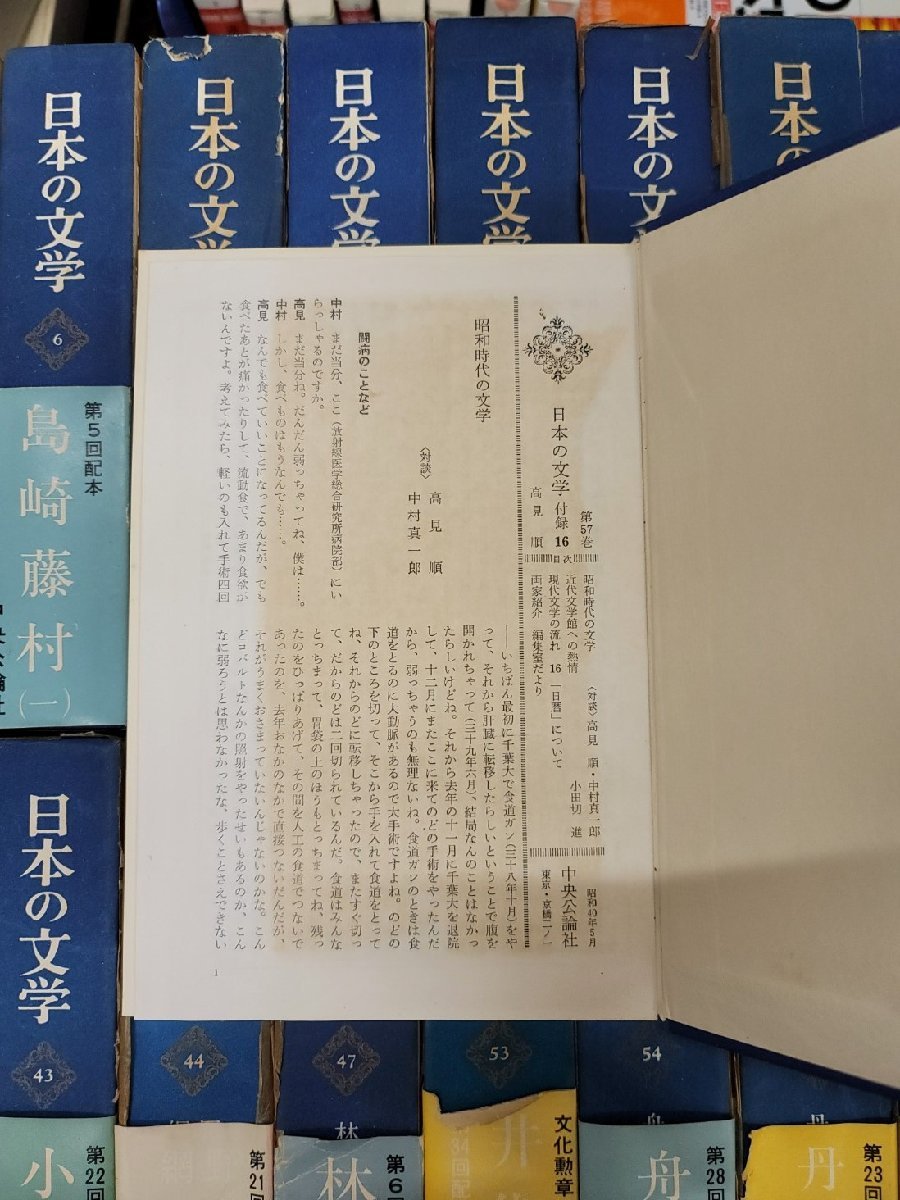 日本の文学
6
第5回配本
島崎藤村(一)
日本の文
日本の文学
日本の文学
日本の文
日本の
第57巻
日本の文学・付録 16
高見 順
目次
昭和時代の文学 〈対談〉高見 順・中村真一郎
近代文学館への熱情 小田切 進
現代文学の流れ 16 「日暦」について
両家紹介 編集室だより
昭和40年5月
中央公論社
昭和時代の文学
〈対談〉
高見 順
中村真一郎
闘病のことなど
中村 まだ当分、ここ(放射線医学総合研究所病院部)にい
らっしゃるのですか。
高見 まだ当分ね。だんだん弱っちゃってね、僕は……。
中村 しかし、食べものはもうなんでも……。
高見 なんでも食べていいことになってるんだが、でも
食べたあとが痛かったりして、流動食で、あまり食欲が
ないんですよ。考えてみたら、軽いのも入れて手術四回
――いちばん最初に千葉大で食道ガン(三十八年十月)をや
って、それから肝臓に転移したらしいということで腹を
開かれちゃって(三十九年六月)、結局なんのことはなかっ
たらしいけどね。それから去年の十一月に千葉大を退院
して、十二月にまたここに来てのどの手術をやったんだ
から、弱っちゃうのも無理ないね。食道ガンのときは食
道をとるのに大動脈があるので大手術ですよね。のどの
下のところを切って、そこから手を入れて食道をとって
ね、それからのどに転移しちゃったので、またすぐ切っ
て、だからのどは二回切られているんだ。食道はみんな
とっちまって、胃袋の上のほうもとっちまってね、残っ
たのをひっぱりあげて、その間を人工の食道でつないで
あったのを、去年おなかのなかで直接つないだんだが、
それがうまくおさまっていないんじゃないのかな。こん
どコバルトなんかの照射をやったせいもあるのか、こん
なに弱ろうとは思わなかったな、歩くことさえできない
1
日本の文学
43
小
第22回
44
第21回
47
林
林
第6回
53
文化勲章
井
54
舟
第28回
丹
丹
第23回